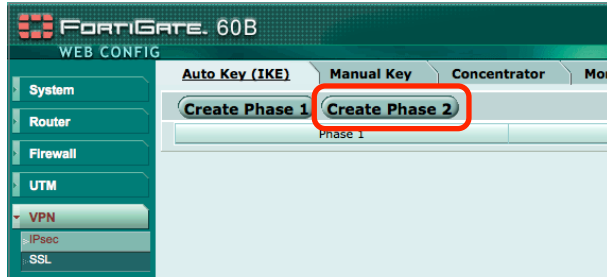 FORTIGATE. 60B
WEB CONFIG
Auto Key (IKE) Manual Key Concentrator
System
Create Phase 1 Create Phase 2
Router
Phase 1
Firewall
UTM
VPN
IPsec
SSL